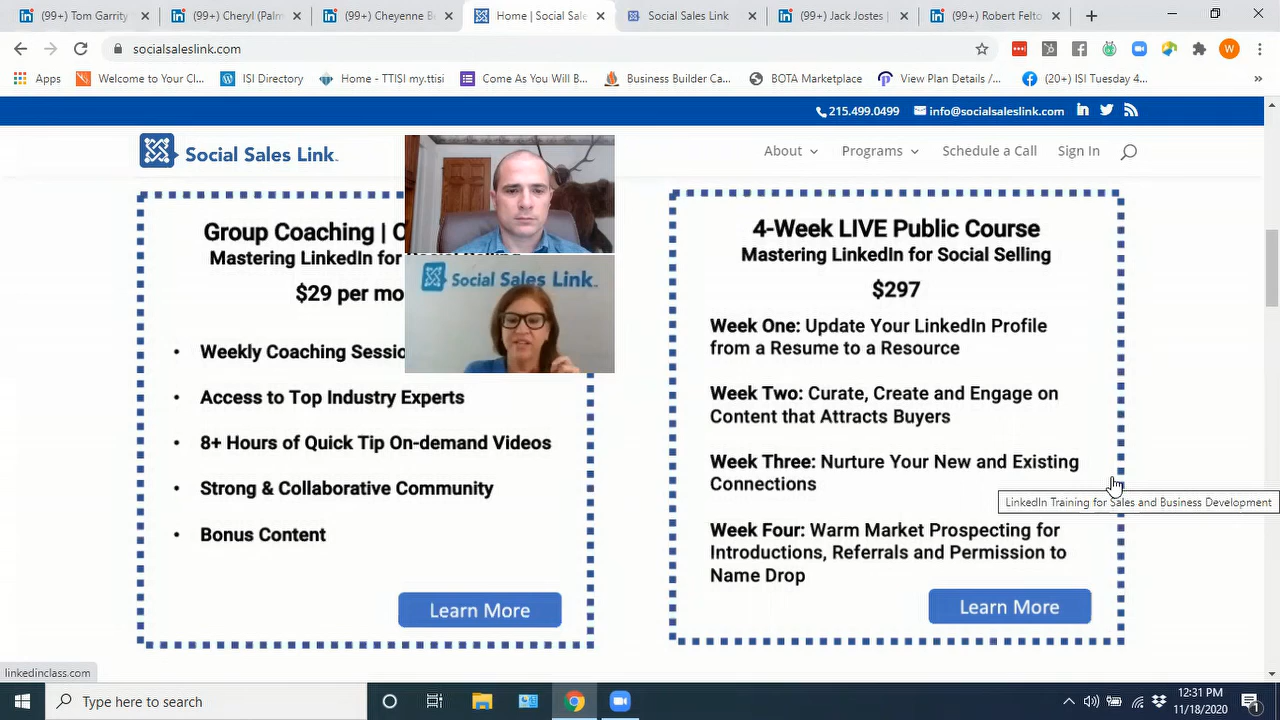 (99+) Tom Garrity
(99+) Cheryl (Palm
(99+) Cheyenne B
Home | Social Sale
Social Sales Link
(99+) Jack Jostes |
(99+) Robert Felto
socialsaleslink.com
W
Apps
Welcome to Your Cl...
ISI Directory
Home - TTISI my.ttisi
Come As You Will B...
Business Builder Ca...
BOTA Marketplace
View Plan Details /...
(20+) ISI Tuesday 4...
215.499.0499
info@socialsaleslink.com
Social Sales Link
About
Programs
Schedule a Call
Sign In
Group Coaching |
Mastering LinkedIn for
$29 per mo
• Weekly Coaching Sessio
• Access to Top Industry Experts
• 8+ Hours of Quick Tip On-demand Videos
• Strong & Collaborative Community
• Bonus Content
Learn More
Social Sales Link
4-Week LIVE Public Course
Mastering LinkedIn for Social Selling
$297
Week One: Update Your LinkedIn Profile
from a Resume to a Resource
Week Two: Curate, Create and Engage on
Content that Attracts Buyers
Week Three: Nurture Your New and Existing
Connections
LinkedIn Training for Sales and Business Development
Week Four: Warm Market Prospecting for
Introductions, Referrals and Permission to
Name Drop
Learn More
linkedinclass.com
Type here to search
12:31 PM
11/18/2020
1